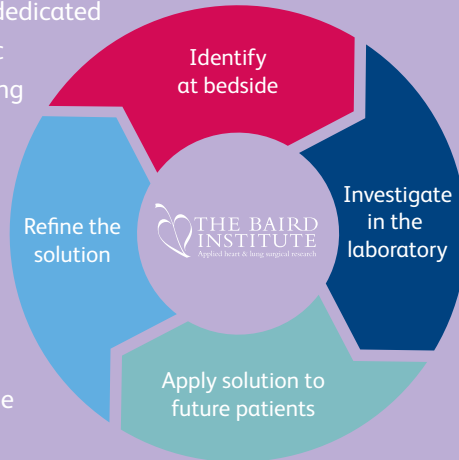 dedicated
Identify
at bedside
Investigate
in the
laboratory
Refine the
solution
THE BAIRD
INSTITUTE
Applied heart & lung surgical research
Apply solution to
future patients